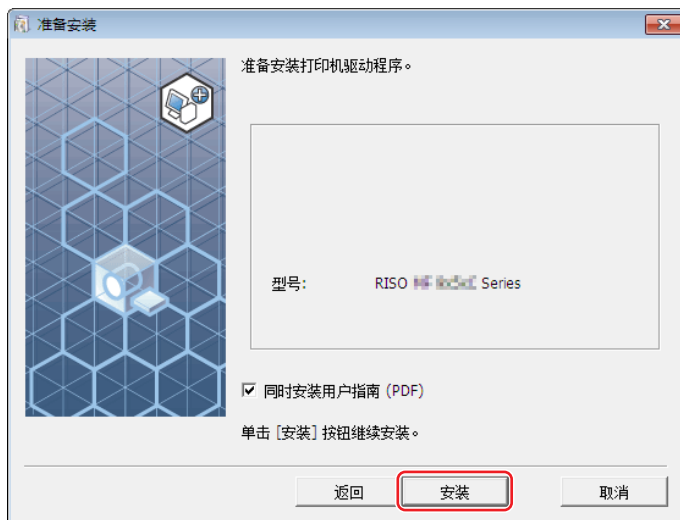 准备安装
准备安装打印机驱动程序。
型号: RISO Series
同时安装用户指南 (PDF)
单击 [安装] 按钮继续安装。
返回 安装 取消